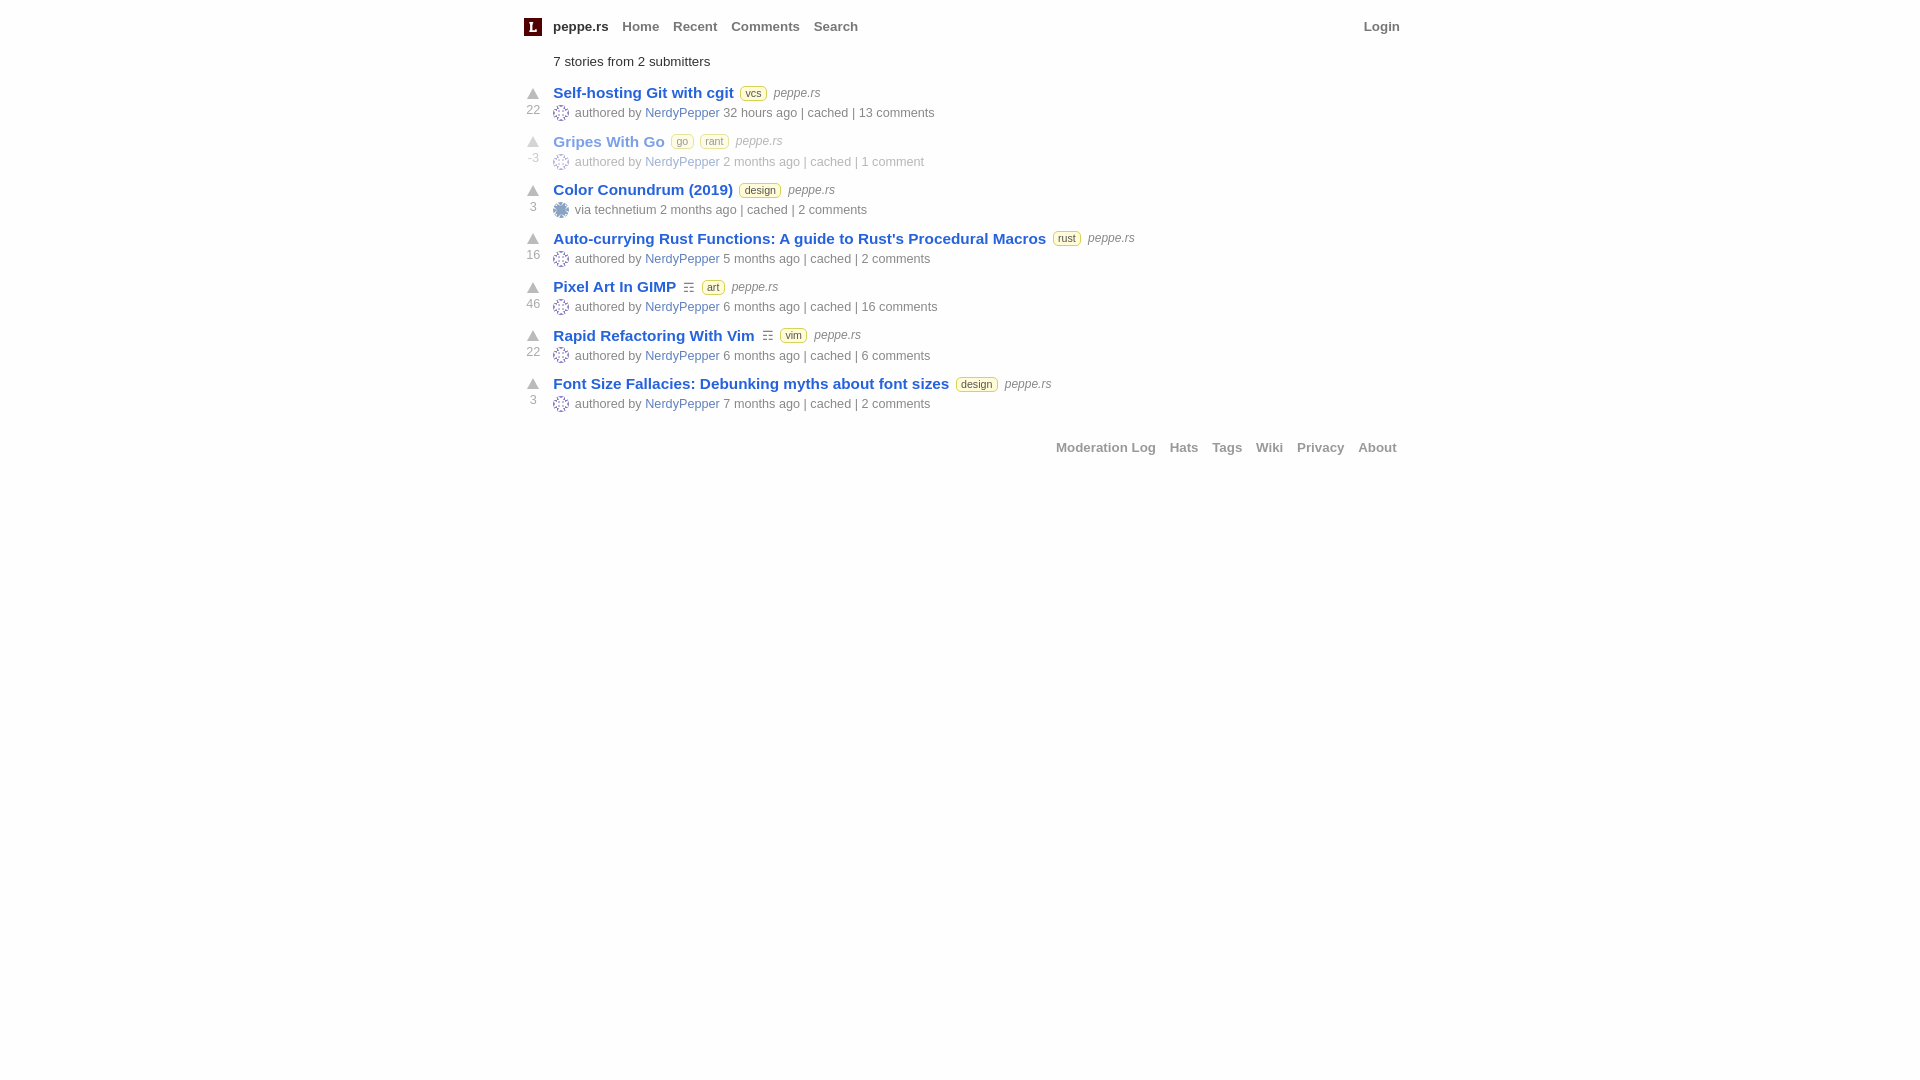 L peppe.rs Home Recent Comments Search Login
7 stories from 2 submitters
Self-hosting Git with cgit vcs peppe.rs
22 authored by NerdyPepper 32 hours ago | cached | 13 comments
Gripes With Go go rant peppe.rs
-3 authored by NerdyPepper 2 months ago | cached | 1 comment
Color Conundrum (2019) design peppe.rs
3 via technetium 2 months ago | cached | 2 comments
Auto-currying Rust Functions: A guide to Rust's Procedural Macros rust peppe.rs
16 authored by NerdyPepper 5 months ago | cached | 2 comments
Pixel Art In GIMP ☶ art peppe.rs
46 authored by NerdyPepper 6 months ago | cached | 16 comments
Rapid Refactoring With Vim ☶ vim peppe.rs
22 authored by NerdyPepper 6 months ago | cached | 6 comments
Font Size Fallacies: Debunking myths about font sizes design peppe.rs
3 authored by NerdyPepper 7 months ago | cached | 2 comments
Moderation Log Hats Tags Wiki Privacy About